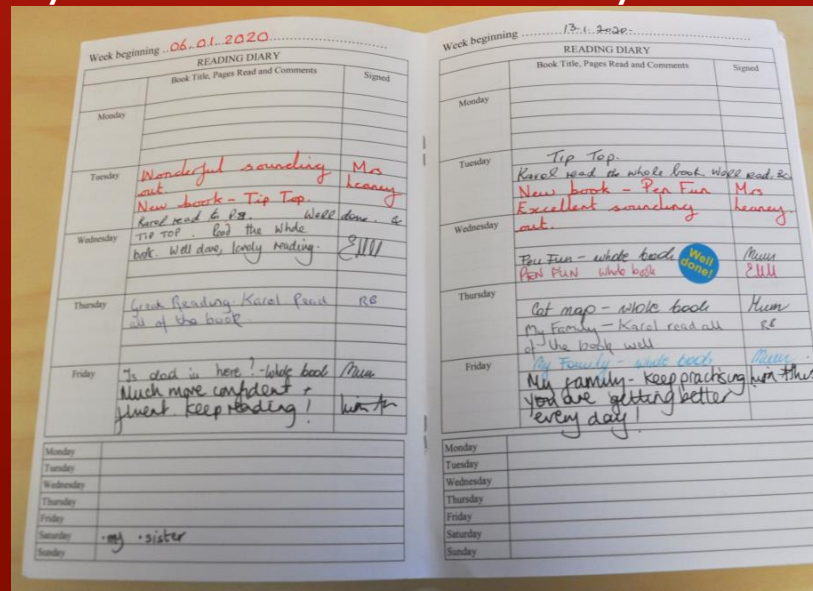 Week beginning 06.01.2020
READING DIARY
Book Title, Pages Read and Comments Signed
Monday
Tuesday Wonderful sounding Mrs
out. Leaney
New book - Tip Top.
Karol read to P8. Well done.
Wednesday TIP TOP. Read the whole
book. Well done, lovely reading.
Thursday Great Reading. Karol Read RB
all of the book.
Friday Is dad in here? - whole book Mum
Much more confident +
fluent. Keep reading!
Monday
Tuesday
Wednesday
Thursday
Friday
Saturday .my .sister
Sunday
Week beginning 13.1.2020.
READING DIARY
Book Title, Pages Read and Comments Signed
Monday
Tuesday Tip Top.
Karol read the whole book. Well read.
New book - Pen Fun Mrs
Excellent sounding Leaney
Wednesday out.
Pen Fun - whole book Mum
PEN FUN whole book
Well done!
Thursday
Cat nap - whole book Mum
My Family - Karol read all RB
of the book well
Friday My Family - whole book Mum
My family - Keep practising
you are getting better
every day!
Monday
Tuesday
Wednesday
Thursday
Friday
Saturday
Sunday